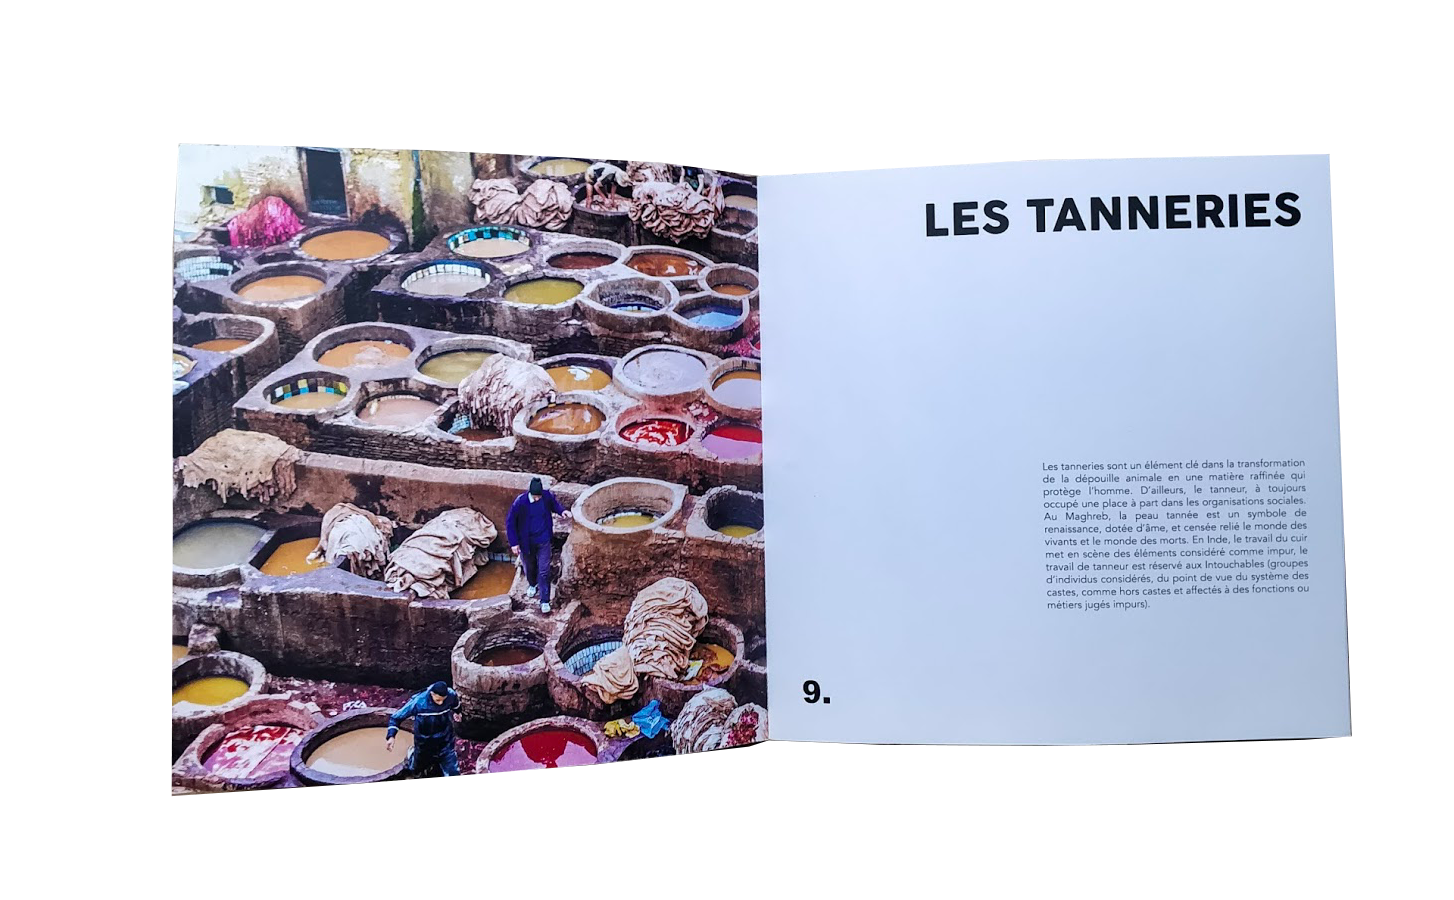 LES TANNERIES
Les tanneries sont un élément clé dans la transformation
de la dépouille animale en une matière raffinée qui
protège l'homme. D'ailleurs, le tanneur, à toujours
occupé une place à part dans les organisations sociales.
Au Maghreb, la peau tannée est un symbole de
renaissance, dotée d'âme, et censée relié le monde des
vivants et le monde des morts. En Inde, le travail du cuir
met en scène des éléments considéré comme impur, le
travail de tanneur est réservé aux Intouchables (groupes
d'individus considérés, du point de vue du système des
castes, comme hors castes et affectés à des fonctions ou
métiers jugés impurs).
9.